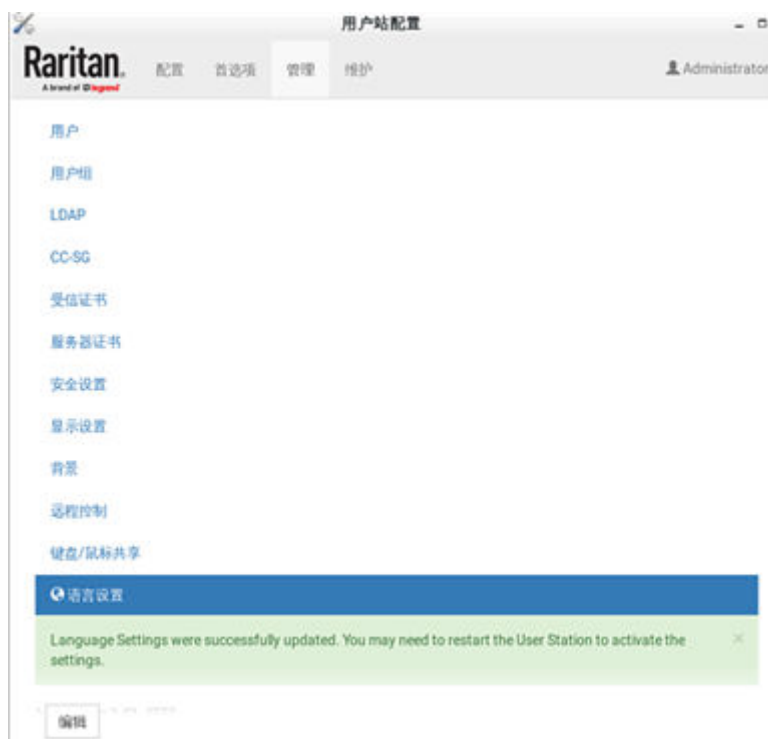 用户站配置
Raritan.
A brand of legrand
配置 首选项 管理 维护 Administrator
用户
用户组
LDAP
CC-SG
受信证书
服务器证书
安全设置
显示设置
背景
远程控制
键盘/鼠标共享
语言设置
Language Settings were successfully updated. You may need to restart the User Station to activate the
settings.
编辑